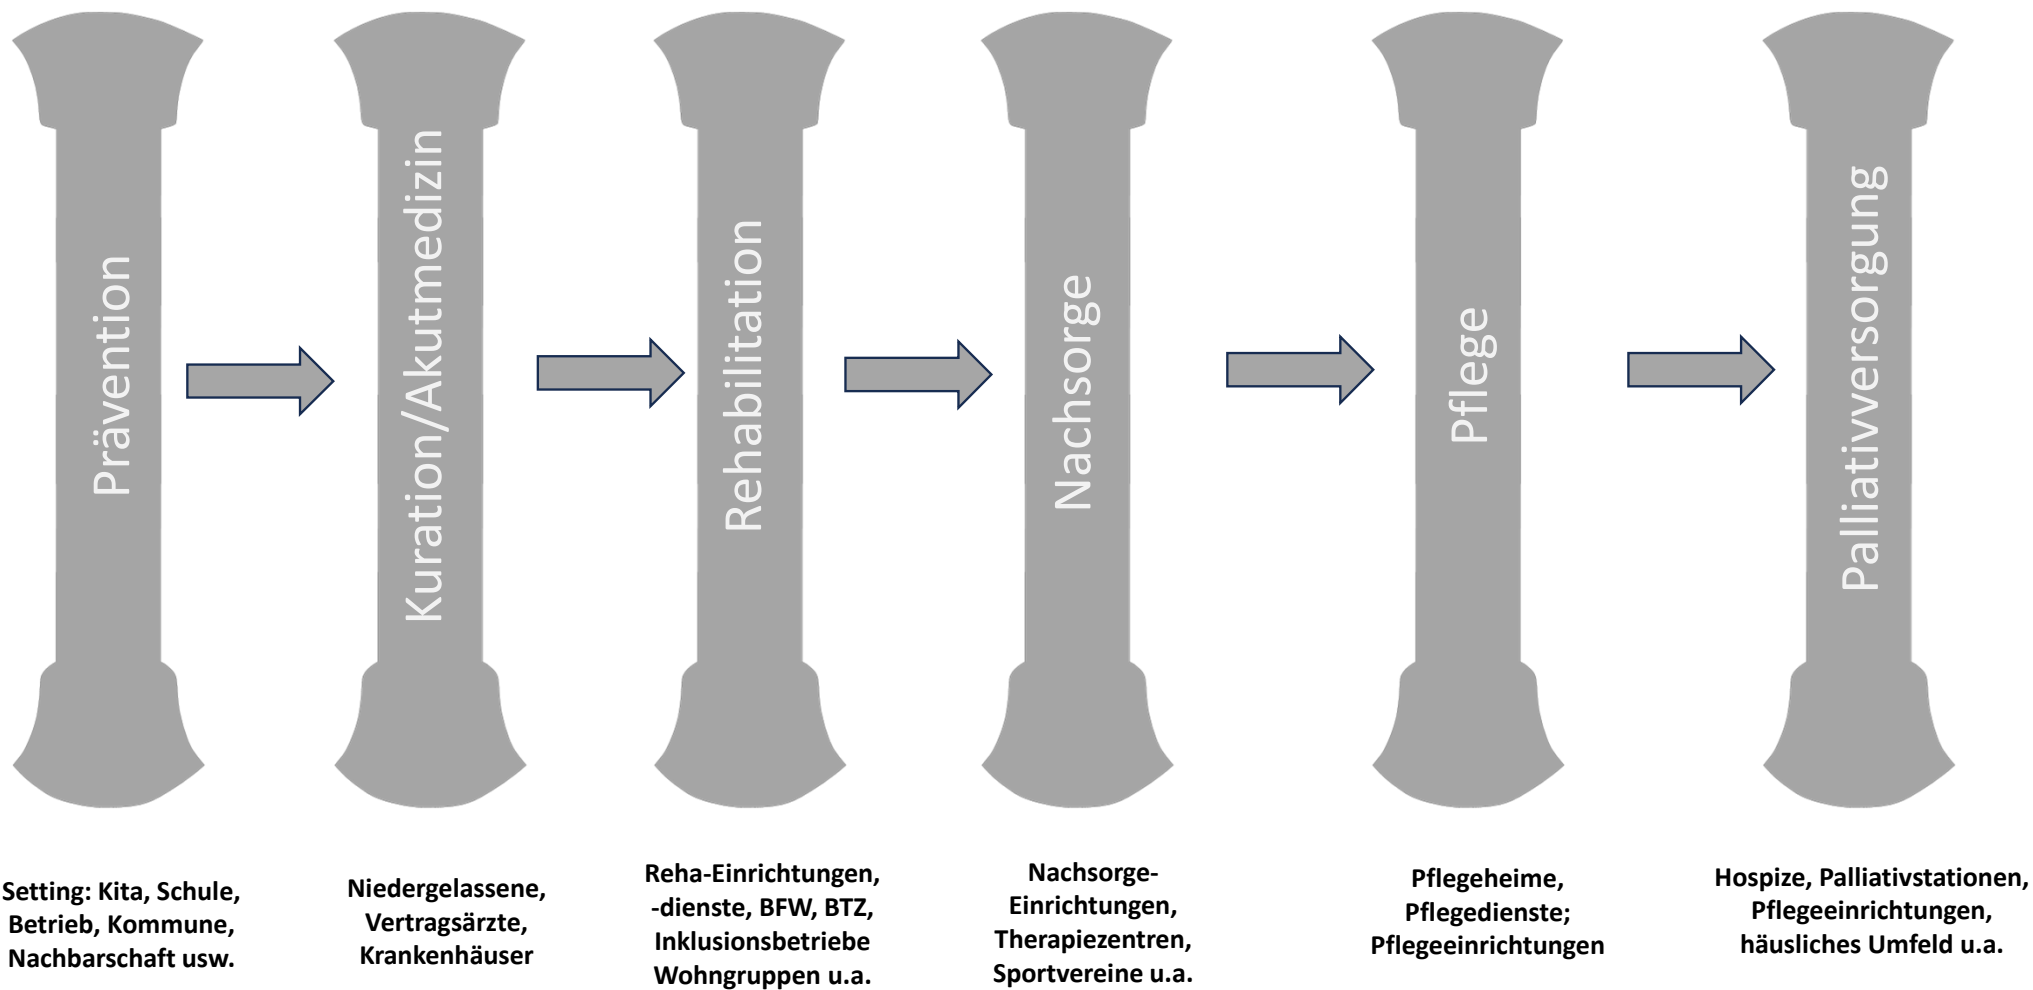 Prävention
Kuration/Akutmedizin
Rehabilitation
Nachsorge
Pflege
Palliativversorgung
Setting: Kita, Schule,
Betrieb, Kommune,
Nachbarschaft usw.
Niedergelassene,
Vertragsärzte,
Krankenhäuser
Reha-Einrichtungen,
-dienste, BFW, BTZ,
Inklusionsbetriebe
Wohngruppen u.a.
Nachsorge-
Einrichtungen,
Therapiezentren,
Sportvereine u.a.
Pflegeheime,
Pflegedienste;
Pflegeeinrichtungen
Hospize, Palliativstationen,
Pflegeeinrichtungen,
häusliches Umfeld u.a.